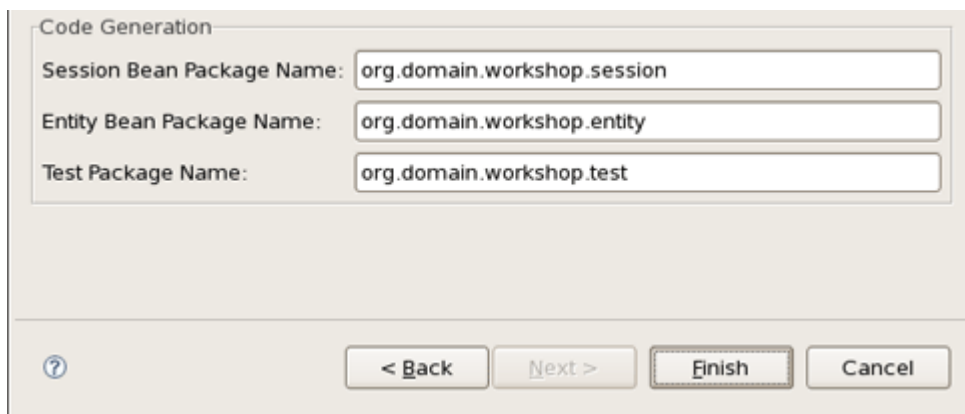 Code Generation
Session Bean Package Name: org.domain.workshop.session
Entity Bean Package Name: org.domain.workshop.entity
Test Package Name: org.domain.workshop.test
? < Back Next > Finish Cancel